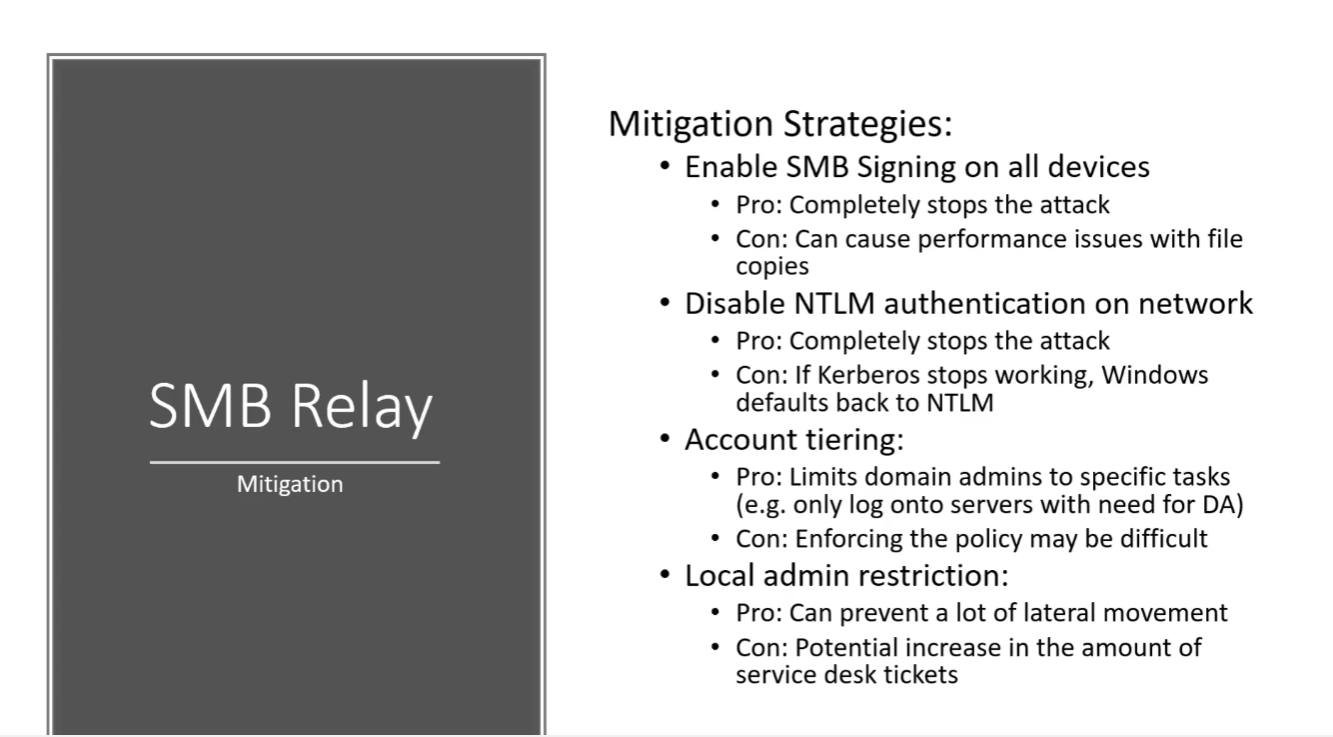 SMB Relay
Mitigation
Mitigation Strategies:
• Enable SMB Signing on all devices
• Pro: Completely stops the attack
• Con: Can cause performance issues with file
copies
• Disable NTLM authentication on network
• Pro: Completely stops the attack
• Con: If Kerberos stops working, Windows
defaults back to NTLM
• Account tiering:
• Pro: Limits domain admins to specific tasks
(e.g. only log onto servers with need for DA)
• Con: Enforcing the policy may be difficult
• Local admin restriction:
• Pro: Can prevent a lot of lateral movement
• Con: Potential increase in the amount of
service desk tickets